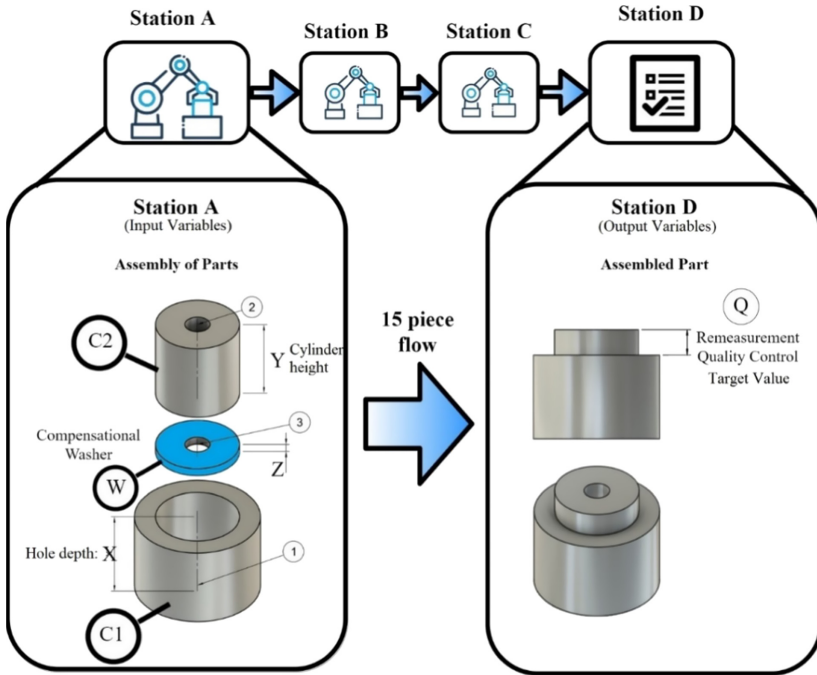 Station A
Station B
Station C
Station D
Station A
(Input Variables)
Assembly of Parts
C2
2
Y Cylinder
height
Compensational
Washer
3
Z
W
Hole depth: X
1
C1
15 piece
flow
Station D
(Output Variables)
Assembled Part
Q
Remeasurement
Quality Control
Target Value